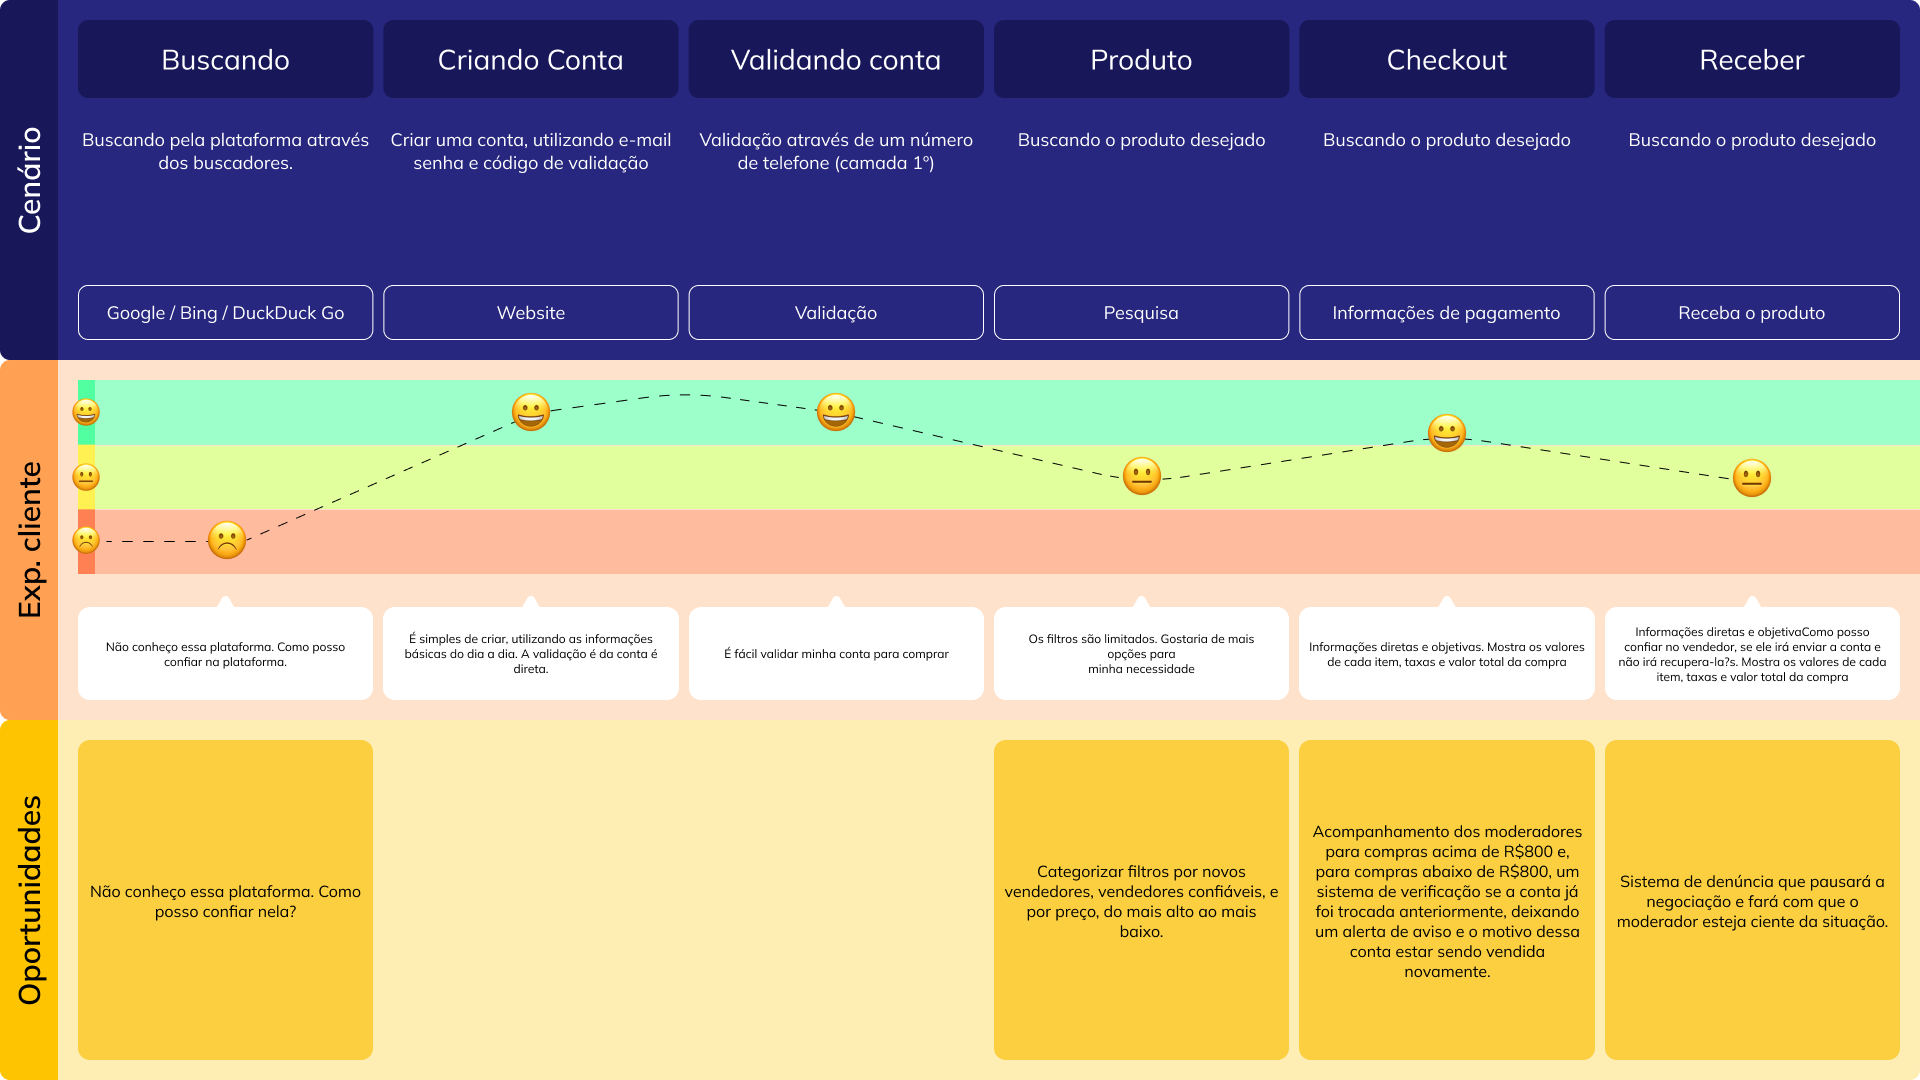 Cenário
Buscando
Criando Conta
Validando conta
Produto
Checkout
Receber
Buscando pela plataforma através
dos buscadores.
Criar uma conta, utilizando e-mail
senha e código de validação
Validação através de um número
de telefone (camada 1º)
Buscando o produto desejado
Buscando o produto desejado
Buscando o produto desejado
Google / Bing / DuckDuck Go
Website
Validação
Pesquisa
Informações de pagamento
Receba o produto
Exp. cliente
Não conheço essa plataforma. Como posso
confiar na plataforma.
É simples de criar, utilizando as informações
básicas do dia a dia. A validação é da conta é
direta.
É fácil validar minha conta para comprar
Os filtros são limitados. Gostaria de mais
opções para
minha necessidade
Informações diretas e objetivas. Mostra os valores
de cada item, taxas e valor total da compra
Informações diretas e objetivaComo posso
confiar no vendedor, se ele irá enviar a conta e
não irá recupera-la?s. Mostra os valores de cada
item, taxas e valor total da compra
Oportunidades
Não conheço essa plataforma. Como
posso confiar nela?
Categorizar filtros por novos
vendedores, vendedores confiáveis, e
por preço, do mais alto ao mais
baixo.
Acompanhamento dos moderadores
para compras acima de R$800 e,
para compras abaixo de R$800, um
sistema de verificação se a conta já
foi trocada anteriormente, deixando
um alerta de aviso e o motivo dessa
conta estar sendo vendida
novamente.
Sistema de denúncia que pausará a
negociação e fará com que o
moderador esteja ciente da situação.